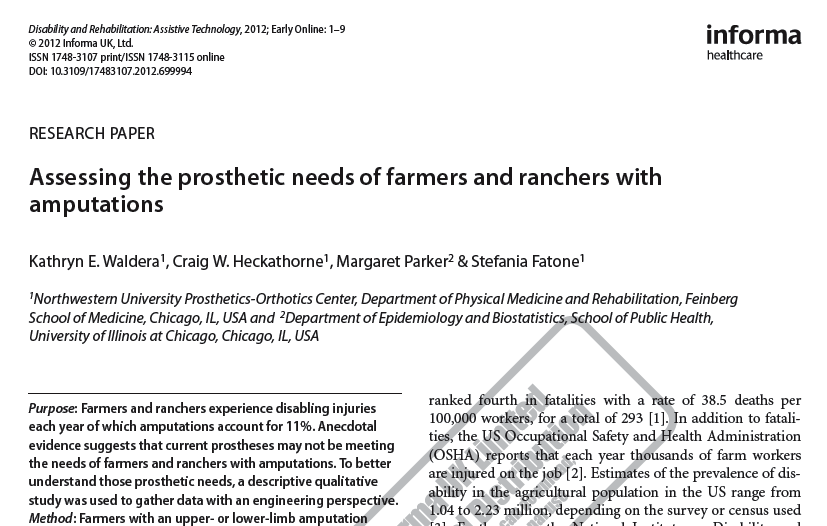 Disability and Rehabilitation: Assistive Technology, 2012; Early Online: 1–9
© 2012 Informa UK, Ltd.
ISSN 1748-3107 print/ISSN 1748-3115 online
DOI: 10.3109/17483107.2012.699994
informa
healthcare
RESEARCH PAPER
Assessing the prosthetic needs of farmers and ranchers with
amputations
Kathryn E. Waldera1, Craig W. Heckathorne1, Margaret Parker2 & Stefania Fatone1
1Northwestern University Prosthetics-Orthotics Center, Department of Physical Medicine and Rehabilitation, Feinberg
School of Medicine, Chicago, IL, USA and 2Department of Epidemiology and Biostatistics, School of Public Health,
University of Illinois at Chicago, Chicago, IL, USA
Purpose: Farmers and ranchers experience disabling injuries
each year of which amputations account for 11%. Anecdotal
evidence suggests that current prostheses may not be meeting
the needs of farmers and ranchers with amputations. To better
understand those prosthetic needs, a descriptive qualitative
study was used to gather data with an engineering perspective.
Method: Farmers with an upper- or lower-limb amputation
ranked fourth in fatalities with a rate of 38.5 deaths per
100,000 workers, for a total of 293 [1]. In addition to fatali-
ties, the US Occupational Safety and Health Administration
(OSHA) reports that each year thousands of farm workers
are injured on the job [2]. Estimates of the prevalence of dis-
ability in the agricultural population in the US range from
1.04 to 2.23 million, depending on the survey or census used